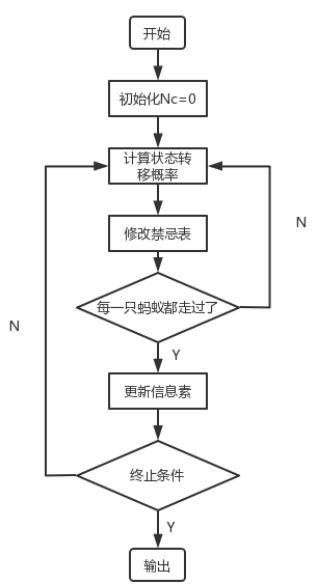 开始
初始化Nc=0
计算状态转
移概率
N
修改禁忌表
每一只蚂蚁都走过了
N
Y
更新信息素
终止条件
Y
输出